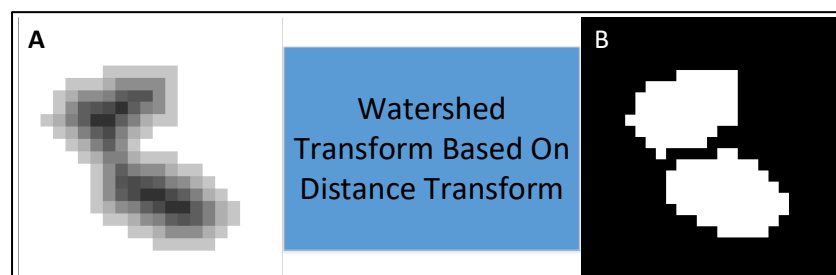 A
Watershed
Transform Based On
Distance Transform
B